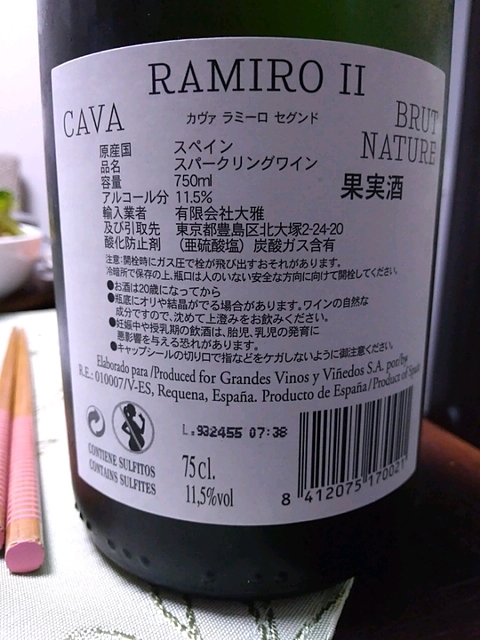 RAMIRO II
CAVA
カヴァ ラミーロ セグンド
BRUT
NATURE
原産国 スペイン
品名 スパークリングワイン
容量 750ml
果実酒
アルコール分 11.5%
輸入業者 有限会社大雅
及び引取先 東京都豊島区北大塚2-24-20
酸化防止剤 (亜硫酸塩) 炭酸ガス含有
注意:開栓時にガス圧で栓が飛び出すおそれがあります。
冷暗所で保存の上、瓶口は人のいない安全な方向に向けて開栓してください。
●お酒は20歳になってから
●瓶底にオリや結晶がでる場合があります。ワインの自然な
成分ですので、沈めて上澄みをお飲みください。
●妊娠中や授乳期の飲酒は、胎児、乳児の発育に
悪影響を与える恐れがあります。
●キャップシールの切り口で指などをケガしないように御注意ください。
Elaborado para/Produced for Grandes Vinos y Viñedos S.A. por/by
R.E.: 010007/V-ES, Requena, España. Producto de España/Product of Spain
L.932455 07:38
CONTIENE SULFITOS
CONTAINS SULFITES
75cl.
11,5%vol
8 412075 170021